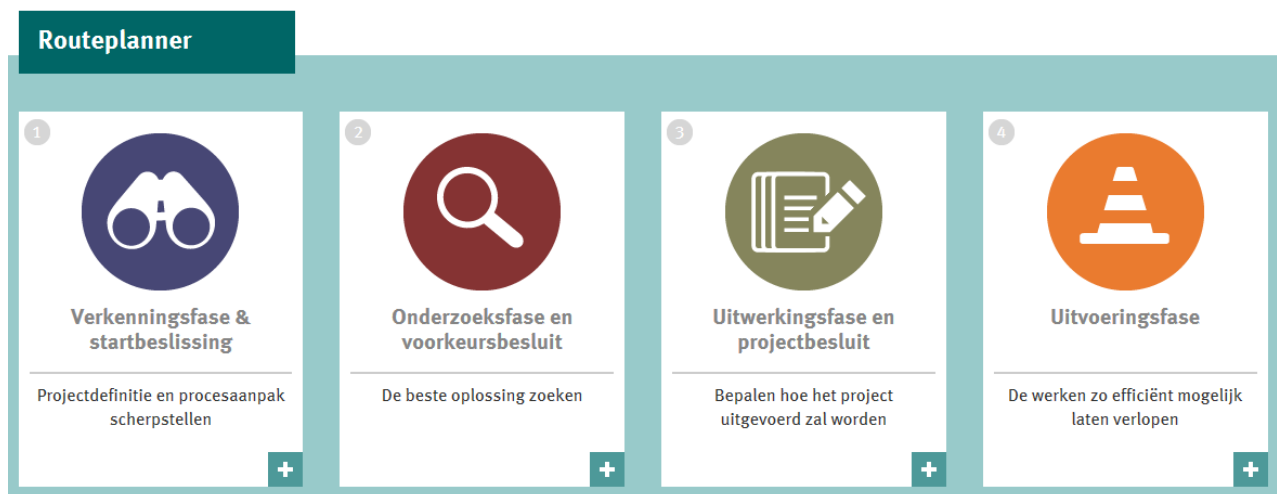 Routeplanner
1
Verkenningsfase &
startbeslissing
Projectdefinitie en procesaanpak
scherpstellen
2
Onderzoeksfase en
voorkeursbesluit
De beste oplossing zoeken
3
Uitwerkingsfase en
projectbesluit
Bepalen hoe het project
uitgevoerd zal worden
4
Uitvoeringsfase
De werken zo efficiënt mogelijk
laten verlopen